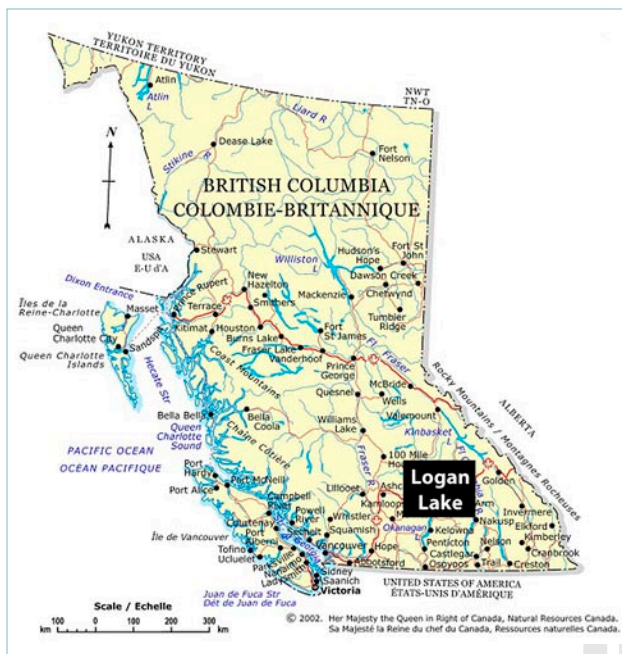 YUKON TERRITORY
TERRITOIRE DU YUKON
NWT
TN-O
Atlin
Atlin
L
Liard R
N
Dease Lake
Fort
Nelson
Stikine
R
BRITISH COLUMBIA
COLOMBIE-BRITANNIQUE
ALASKA
USA
E-U d'A
Stewart
Williston
L
Hudson's
Hope
Fort St
John
Dawson Creek
Dixon Entrance
Prince Rupert
New
Hazelton
Mackenzie
Chetwynd
Îles de la
Reine-Charlotte
Masset
Terrace
Smithers
Tumbler
Ridge
Queen
Charlotte City
Sandspit
Kitimat
Houston
Fort
St James
Burns Lake
Queen Charlotte
Islands
Fraser Lake
Vanderhoof
Fl Fraser
Prince
George
Hecate Str
Coast Mountains
McBride
Rocky Mountains / Montagnes Rocheuses
ALBERTA
Quesnel
Wells
Valemount
Bella Bella
Bella
Coola
Williams
Lake
Kinbasket
L
Queen
Charlotte
Sound
Chaîne Côtière
PACIFIC OCEAN
OCÉAN PACIFIQUE
Fraser R
100 Mile
Golden
Port
Hardy
Port McNeill
Port Alice
Lillooet
Kamloops
Logan
Lake
Campbell
River
Powell
River
Whistler
Invermere
Courtenay
Port
Alberni
Squamish
Okanagan
L
Kelowna
Nakusp
Elkford
Île de Vancouver
Sechelt
Penticton
Nelson
Kimberley
Tofino
Ucluelet
Parksville
Nanaimo
Ladysmith
Vancouver
Hope
Castlegar
Cranbrook
Abbotsford
Osoyoos
Trail
Creston
Sidney
Saanich
Victoria
UNITED STATES OF AMERICA
ÉTATS-UNIS D'AMÉRIQUE
Juan de Fuca Str
Dét de Juan de Fuca
Scale / Echelle
km 100 0 100 200 300 km
© 2002. Her Majesty the Queen in Right of Canada, Natural Resources Canada.
Sa Majesté la Reine du chef du Canada, Ressources naturelles Canada.